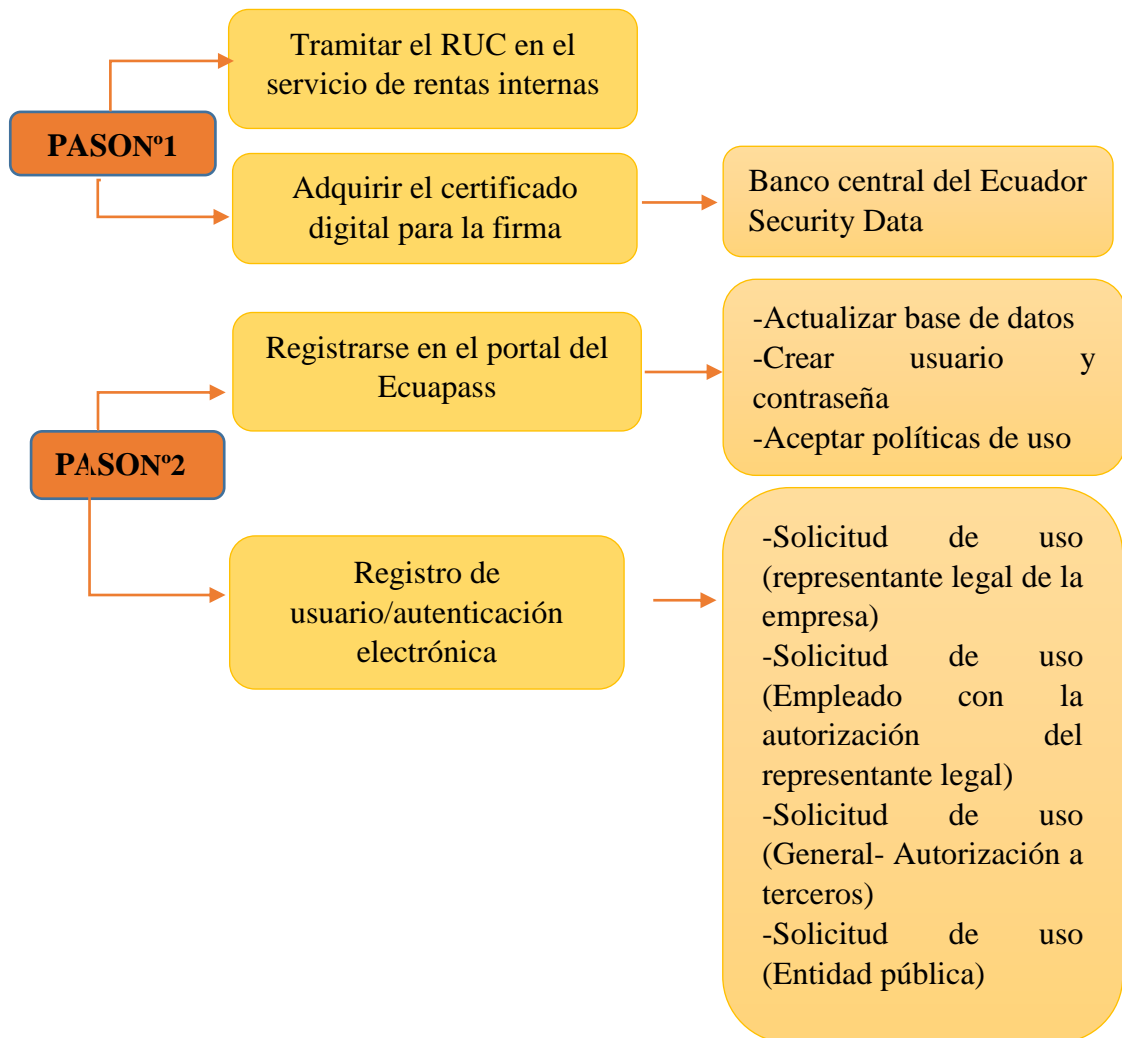 Tramitar el RUC en el
servicio de rentas internas
PASONº1
Adquirir el certificado
digital para la firma
Banco central del Ecuador
Security Data
Registrarse en el portal del
Ecuapass
-Actualizar base de datos
-Crear usuario y
contraseña
-Aceptar políticas de uso
PASONº2
Registro de
usuario/autenticación
electrónica
-Solicitud de uso
(representante legal de la
empresa)
-Solicitud de uso
(Empleado con la
autorización del
representante legal)
-Solicitud de uso
(General- Autorización a
terceros)
-Solicitud de uso
(Entidad pública)